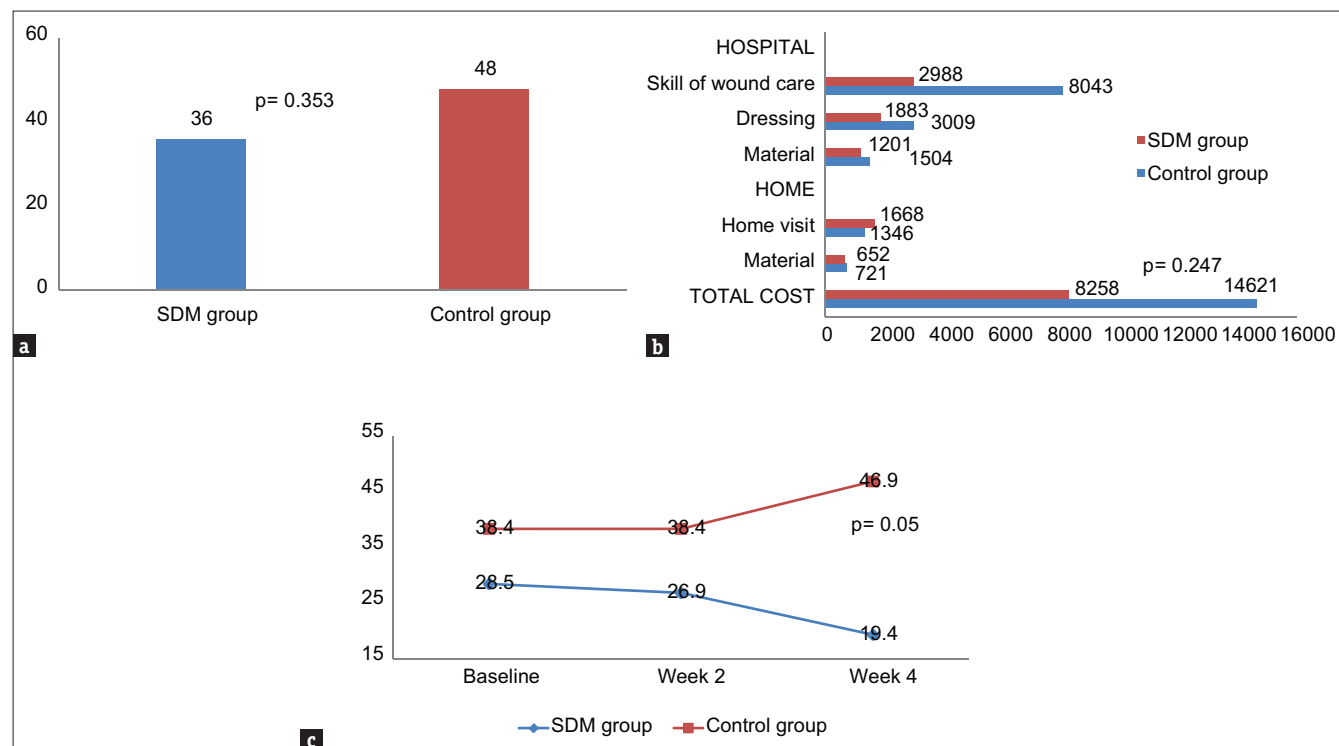 60
40
20
0
36
p= 0.353
48
SDM group
Control group
a
HOSPITAL
Skill of wound care
2988
8043
Dressing
1883
3009
Material
1201
1504
HOME
Home visit
1668
1346
Material
652
721
TOTAL COST
8258
14621
p= 0.247
SDM group
Control group
0 2000 4000 6000 8000 10000 12000 14000 16000
b
55
45
35
25
15
38.4
38.4
46.9
p= 0.05
28.5
26.9
19.4
Baseline
Week 2
Week 4
SDM group
Control group
c